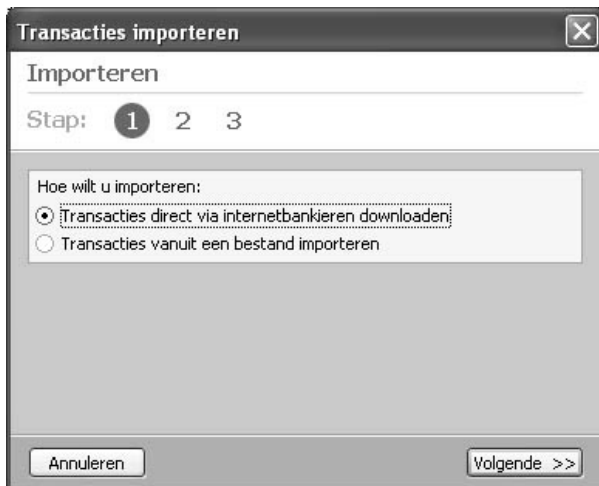 Transacties importeren
Importeren
Stap: 1 2 3
Hoe wilt u importeren:
Transacties direct via internetbankieren downloaden
Transacties vanuit een bestand importeren
Annuleren
Volgende >>